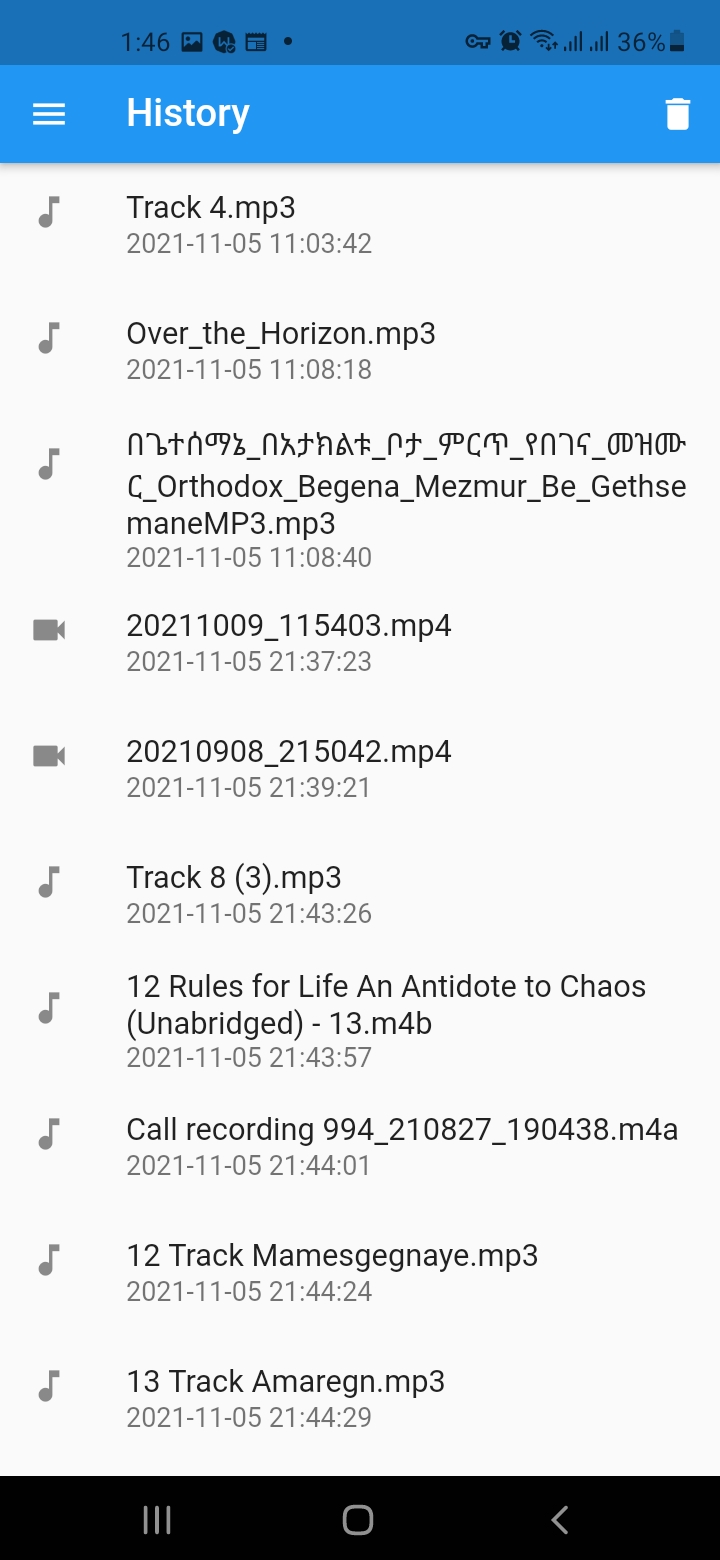 1:46
36%
History
Track 4.mp3
2021-11-05 11:03:42
Over_the_Horizon.mp3
2021-11-05 11:08:18
በጌተሰማኔ_በአታክልቱ_ቦታ_ምርጥ_የበገና_መዝሙ
ር_Orthodox_Begena_Mezmur_Be_Gethse
maneMP3.mp3
2021-11-05 11:08:40
20211009_115403.mp4
2021-11-05 21:37:23
20210908_215042.mp4
2021-11-05 21:39:21
Track 8 (3).mp3
2021-11-05 21:43:26
12 Rules for Life An Antidote to Chaos
(Unabridged) - 13.m4b
2021-11-05 21:43:57
Call recording 994_210827_190438.m4a
2021-11-05 21:44:01
12 Track Mamesgegnaye.mp3
2021-11-05 21:44:24
13 Track Amaregn.mp3
2021-11-05 21:44:29